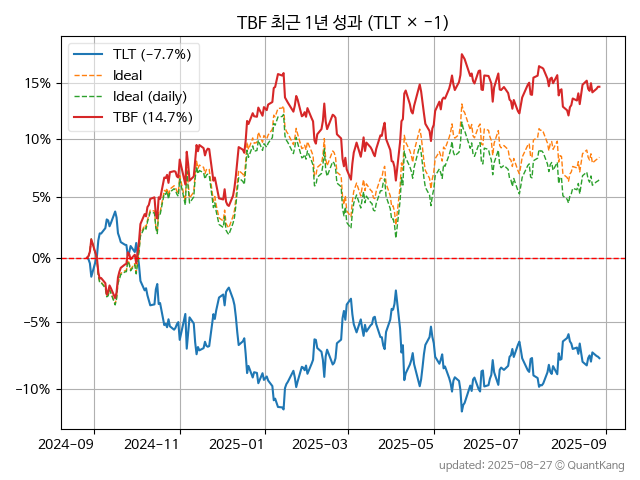 TBF 최근 1년 성과 (TLT × −1)
TLT (−7.7%)
Ideal
Ideal (daily)
TBF (14.7%)
15%
10%
5%
0%
−5%
−10%
2024-09 2024-11 2025-01 2025-03 2025-05 2025-07 2025-09
updated: 2025-08-27 © QuantKang